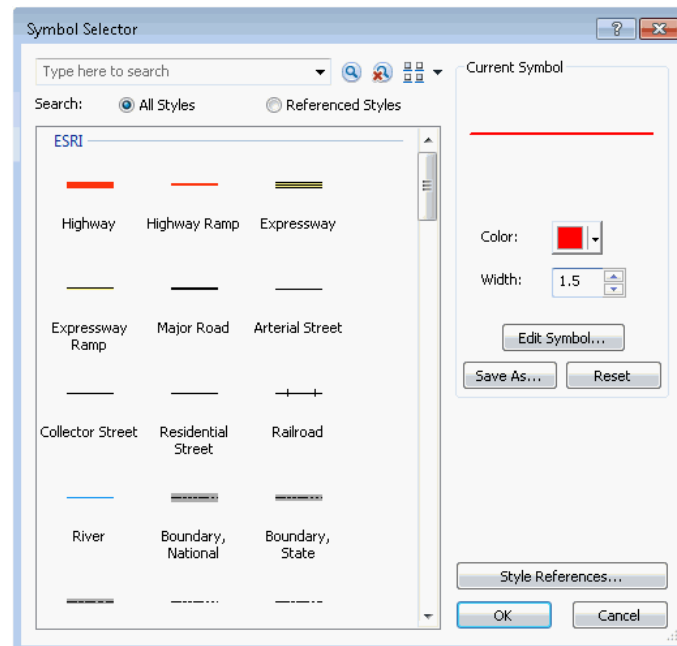 Symbol Selector
Type here to search
Search:
All Styles
Referenced Styles
ESRI
Highway
Highway Ramp
Expressway
Expressway
Ramp
Major Road
Arterial Street
Collector Street
Residential
Street
Railroad
River
Boundary,
National
Boundary,
State
Current Symbol
Color:
Width:
1.5
Edit Symbol...
Save As...
Reset
Style References...
OK
Cancel